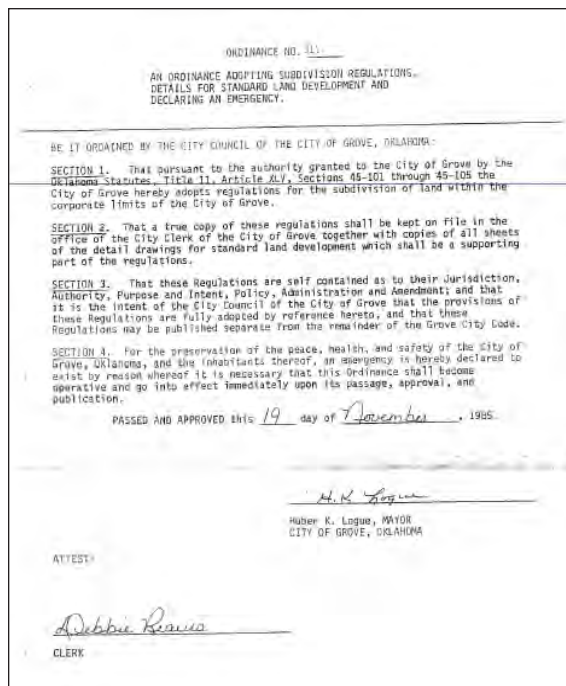 ORDINANCE NO.
AN ORDINANCE ADOPTING SUBDIVISION REGULATIONS,
DETAILS FOR STANDARD LAND DEVELOPMENT AND
DECLARING AN EMERGENCY.
BE IT ORDAINED BY THE CITY COUNCIL OF THE CITY OF GROVE, OKLAHOMA:
SECTION 1. That pursuant to the authority granted to the City of Grove by the
Oklahoma Statutes, Title 11, Article XLV, Sections 45-101 through 45-105 the
City of Grove hereby adopts regulations for the subdivision of land within the
corporate limits of the City of Grove.
SECTION 2. That a true copy of these regulations shall be kept on file in the
office of the City Clerk of the City of Grove together with copies of all sheets
of the detail drawings for standard land development which shall be a supporting
part of the regulations.
SECTION 3. That these Regulations are self contained as to their Jurisdiction,
Authority, Purpose and Intent, Policy, Administration and Amendment; and that
it is the intent of the City Council of the City of Grove that the provisions of
these Regulations are fully adopted by reference hereto, and that these
Regulations may be published separate from the remainder of the Grove City Code.
SECTION 4. For the preservation of the peace, health, and safety of the City of
Grove, Oklahoma, and the inhabitants thereof, an emergency is hereby declared to
exist by reason whereof it is necessary that this Ordinance shall become
operative and go into effect immediately upon its passage, approval, and
publication.
PASSED AND APPROVED this 19 day of November, 1985
H. K. Logue
Huber K. Logue, MAYOR
CITY OF GROVE, OKLAHOMA
ATTEST:
Debbie
CLERK